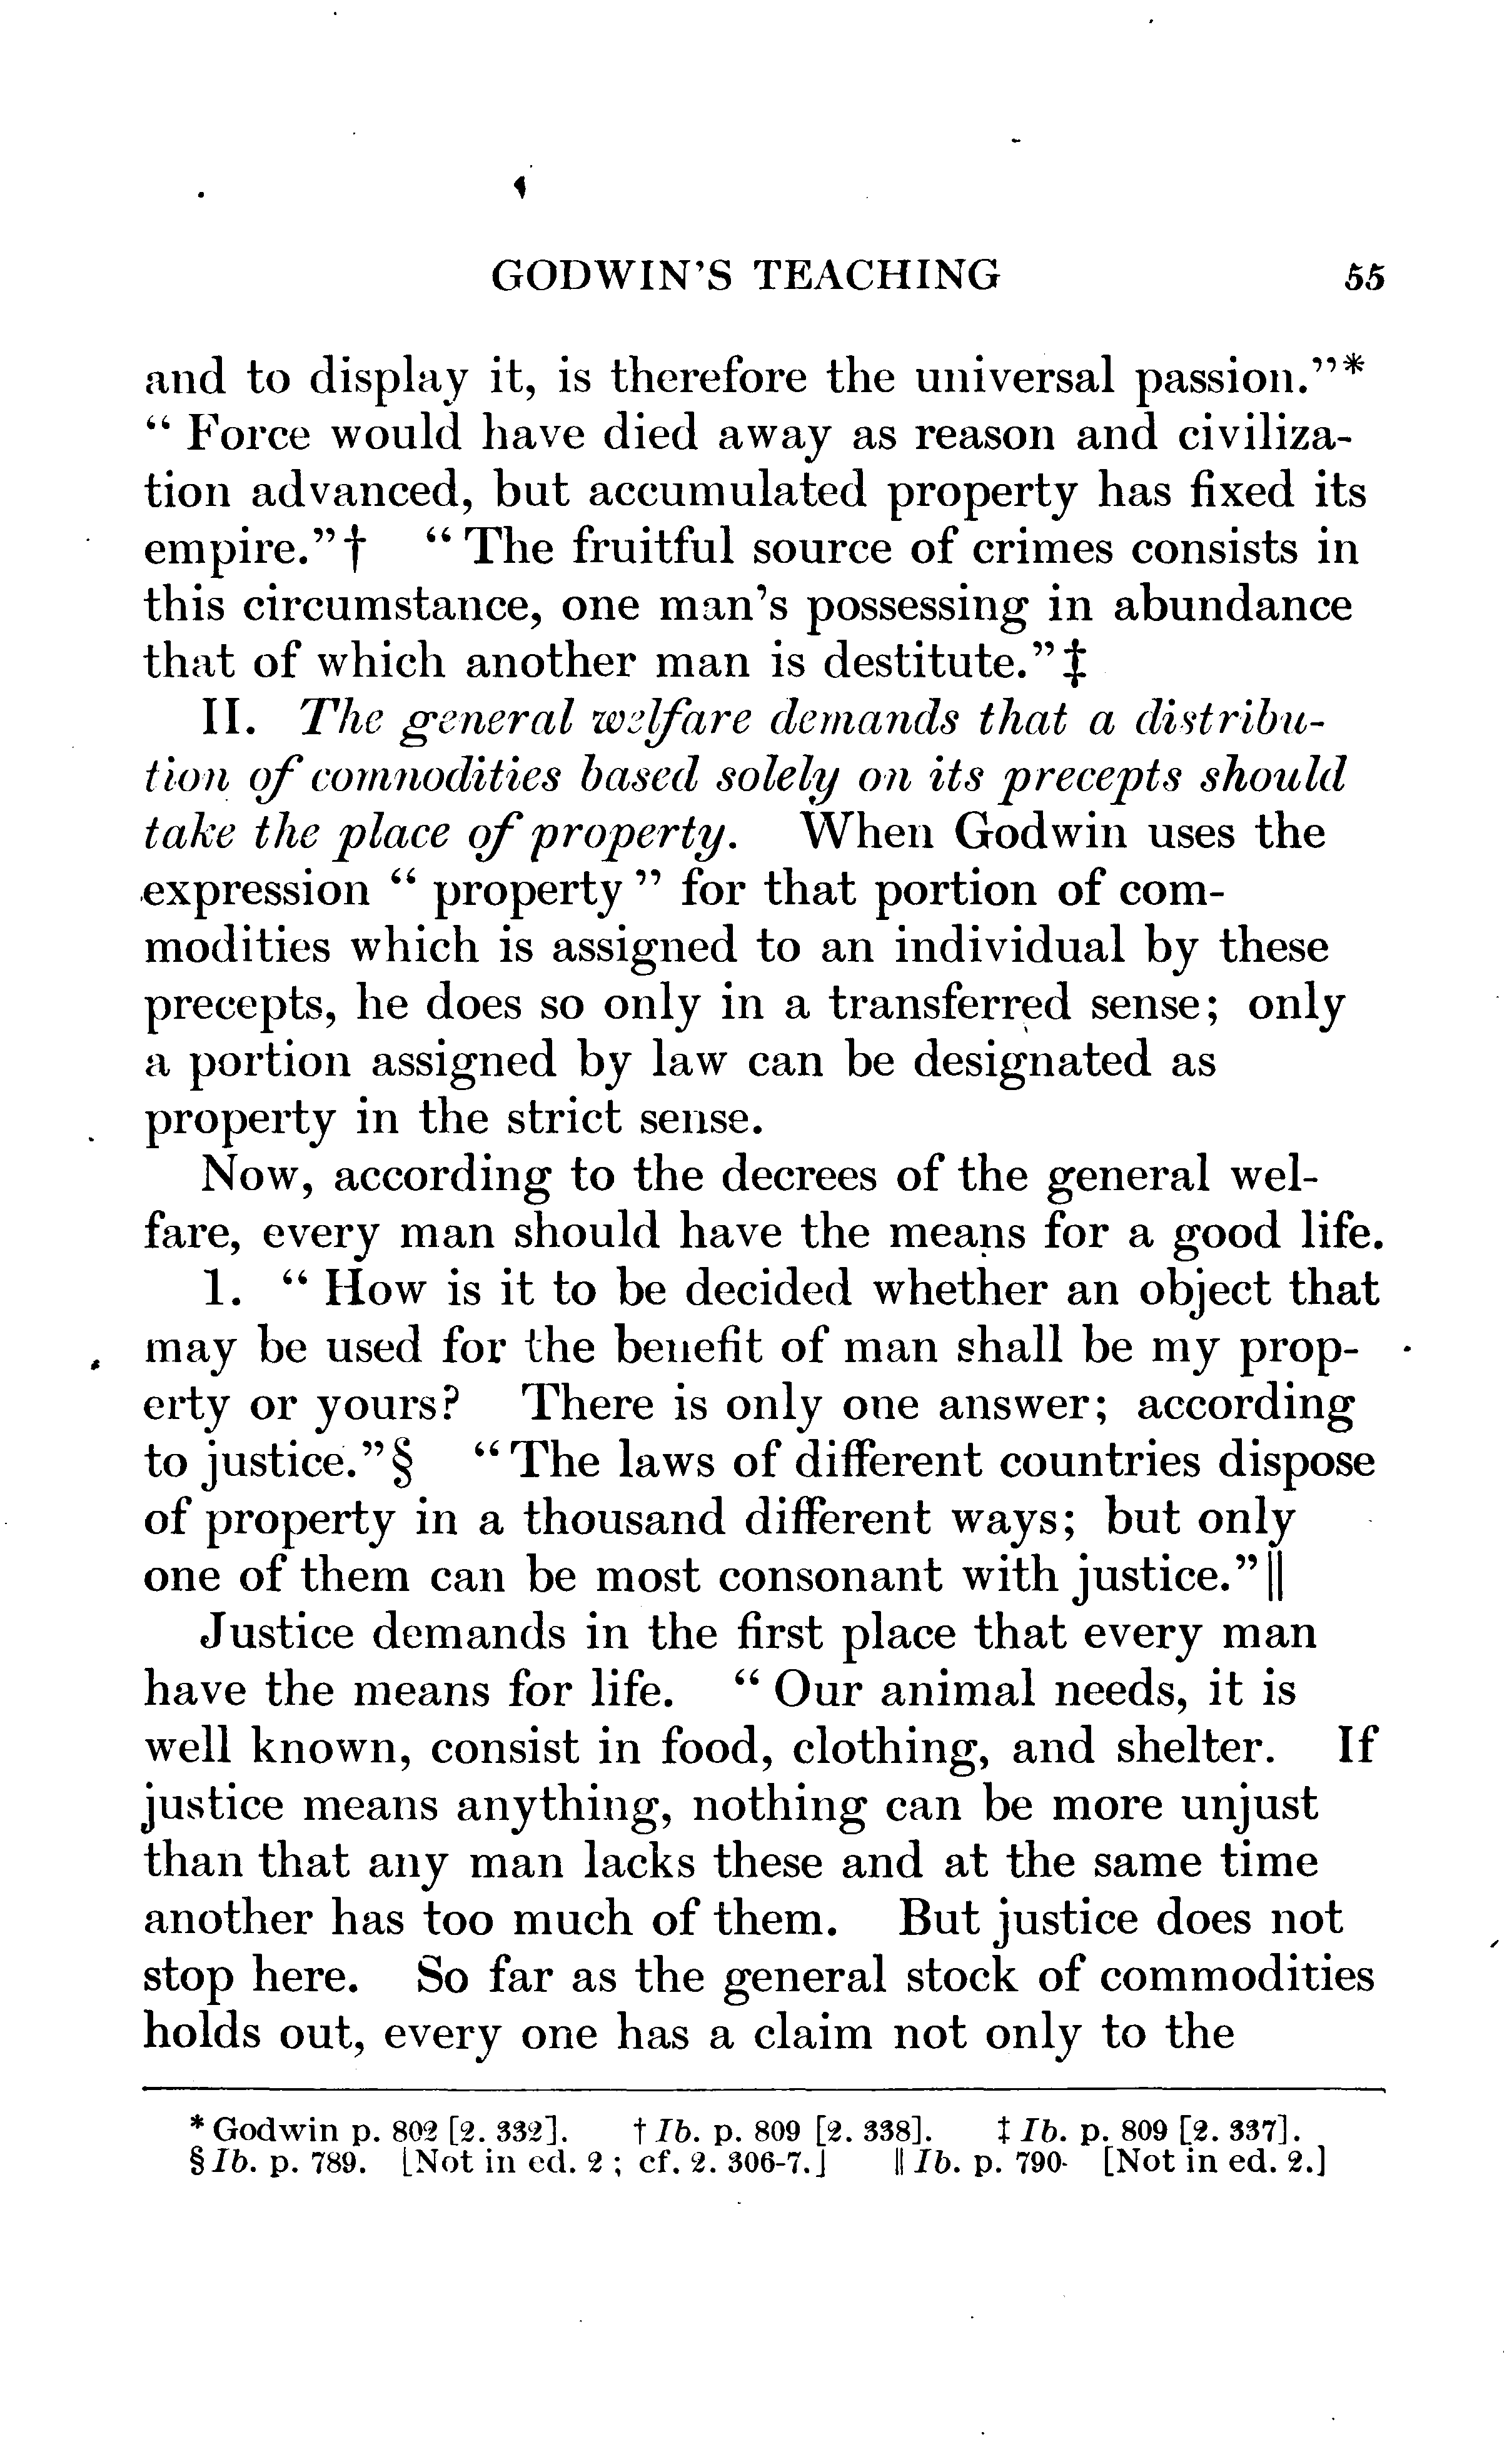 GODWIN'S TEACHING 55
and to display it, is therefore the universal passion."*
" Force would have died away as reason and civiliza-
tion advanced, but accumulated property has fixed its
empire."† " The fruitful source of crimes consists in
this circumstance, one man's possessing in abundance
that of which another man is destitute."‡
II. The general welfare demands that a distribu-
tion of commodities based solely on its precepts should
take the place of property. When Godwin uses the
expression " property " for that portion of com-
modities which is assigned to an individual by these
precepts, he does so only in a transferred sense; only
a portion assigned by law can be designated as
property in the strict sense.
Now, according to the decrees of the general wel-
fare, every man should have the means for a good life.
1. " How is it to be decided whether an object that
may be used for the benefit of man shall be my prop-
erty or yours? There is only one answer; according
to justice."§ " The laws of different countries dispose
of property in a thousand different ways; but only
one of them can be most consonant with justice."||
Justice demands in the first place that every man
have the means for life. " Our animal needs, it is
well known, consist in food, clothing, and shelter. If
justice means anything, nothing can be more unjust
than that any man lacks these and at the same time
another has too much of them. But justice does not
stop here. So far as the general stock of commodities
holds out, every one has a claim not only to the
* Godwin p. 802 [2. 332]. † Ib. p. 809 [2. 338]. ‡ Ib. p. 809 [2. 337].
§ Ib. p. 789. [Not in ed. 2 ; cf. 2. 306-7.] || Ib. p. 790. [Not in ed. 2.]